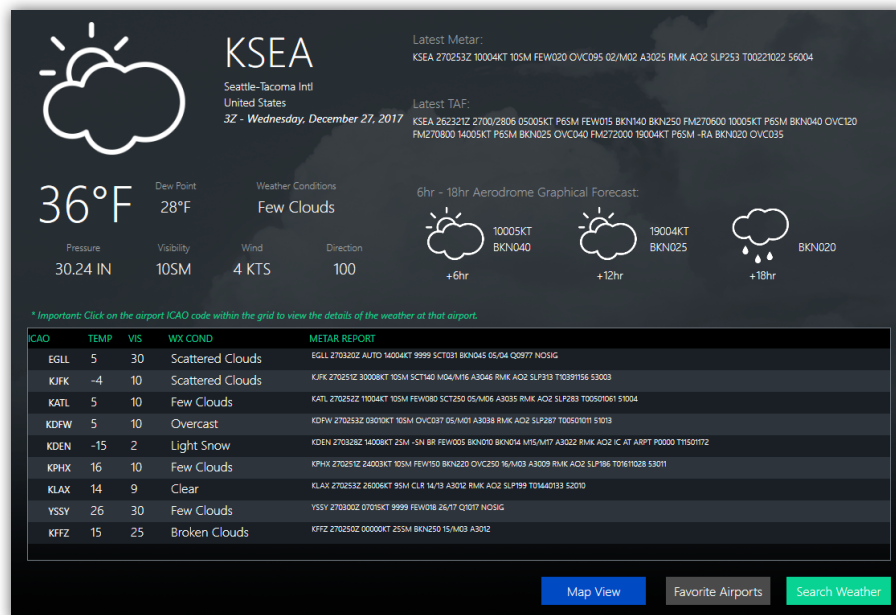 KSEA
Seattle-Tacoma Intl
United States
3Z - Wednesday, December 27, 2017
Latest Metar:
KSEA 270253Z 10004KT 10SM FEW020 OVC095 02/M02 A3025 RMK AO2 SLP253 T00221022 56004
Latest TAF:
KSEA 262321Z 2700/2806 05005KT P6SM FEW015 BKN140 BKN250 FM270600 10005KT P6SM BKN040 OVC120
FM270800 14005KT P6SM BKN025 OVC040 FM272000 19004KT P6SM -RA BKN020 OVC035
36°F
Dew Point
28°F
Weather Conditions
Few Clouds
Pressure
30.24 IN
Visibility
10SM
Wind
4 KTS
Direction
100
6hr - 18hr Aerodrome Graphical Forecast:
10005KT
BKN040
+6hr
19004KT
BKN025
+12hr
BKN020
+18hr
* Important: Click on the airport ICAO code within the grid to view the details of the weather at that airport.
ICAO TEMP VIS WX COND METAR REPORT
EGLL 5 30 Scattered Clouds EGLL 270320Z AUTO 14004KT 9999 SCT031 BKN045 05/04 Q0977 NOSIG
KJFK -4 10 Scattered Clouds KJFK 270251Z 30008KT 10SM SCT140 M04/M16 A3046 RMK AO2 SLP313 T10391156 53003
KATL 5 10 Few Clouds KATL 270252Z 11004KT 10SM FEW080 SCT250 05/M06 A3035 RMK AO2 SLP283 T00501061 51004
KDFW 5 10 Overcast KDFW 270253Z 03010KT 10SM OVC037 05/M01 A3038 RMK AO2 SLP287 T00501011 51013
KDEN -15 2 Light Snow KDEN 270328Z 14008KT 2SM -SN BR FEW005 BKN010 BKN014 M15/M17 A3022 RMK AO2 IC AT ARPT P0000 T11501172
KPHX 16 10 Few Clouds KPHX 270251Z 24003KT 10SM FEW150 BKN220 OVC250 16/M03 A3009 RMK AO2 SLP186 T01611028 53011
KLAX 14 9 Clear KLAX 270253Z 26006KT 9SM CLR 14/13 A3012 RMK AO2 SLP199 T01440133 52010
YSSY 26 30 Few Clouds YSSY 270300Z 07015KT 9999 FEW018 26/17 Q1017 NOSIG
KFFZ 15 25 Broken Clouds KFFZ 270250Z 00000KT 25SM BKN250 15/M03 A3012
Map View
Favorite Airports
Search Weather